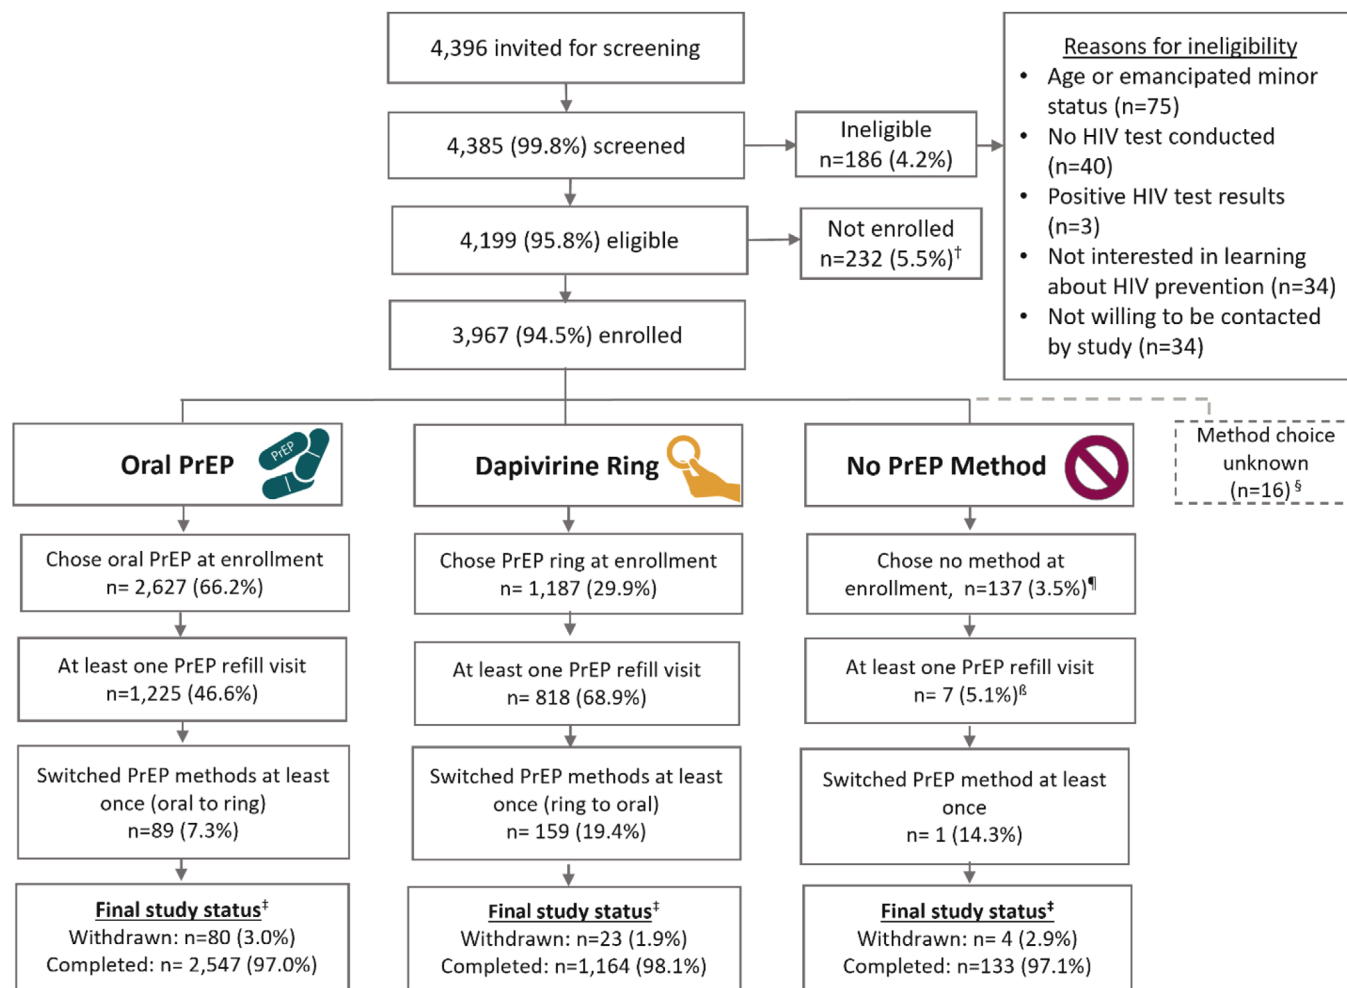 4,396 invited for screening
4,385 (99.8%) screened
Ineligible
n=186 (4.2%)
Reasons for ineligibility
• Age or emancipated minor
status (n=75)
• No HIV test conducted
(n=40)
• Positive HIV test results
(n=3)
• Not interested in learning
about HIV prevention (n=34)
• Not willing to be contacted
by study (n=34)
4,199 (95.8%) eligible
Not enrolled
n=232 (5.5%)†
3,967 (94.5%) enrolled
Oral PrEP
PrEP
Dapivirine Ring
No PrEP Method
Method choice
unknown
(n=16) §
Chose oral PrEP at enrollment
n= 2,627 (66.2%)
At least one PrEP refill visit
n=1,225 (46.6%)
Switched PrEP methods at least
once (oral to ring)
n=89 (7.3%)
Final study status‡
Withdrawn: n=80 (3.0%)
Completed: n= 2,547 (97.0%)
Chose PrEP ring at enrollment
n= 1,187 (29.9%)
At least one PrEP refill visit
n= 818 (68.9%)
Switched PrEP methods at least
once (ring to oral)
n= 159 (19.4%)
Final study status‡
Withdrawn: n=23 (1.9%)
Completed: n=1,164 (98.1%)
Chose no method at
enrollment, n=137 (3.5%)¶
At least one PrEP refill visit
n= 7 (5.1%)ß
Switched PrEP method at least
once
n= 1 (14.3%)
Final study status‡
Withdrawn: n= 4 (2.9%)
Completed: n=133 (97.1%)